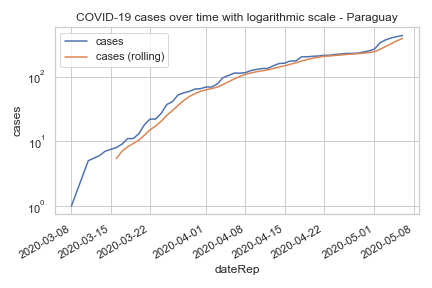 COVID-19 cases over time with logarithmic scale - Paraguay
cases
cases (rolling)
10²
10¹
10⁰
cases
2020-03-08
2020-03-15
2020-03-22
2020-04-01
2020-04-08
2020-04-15
2020-04-22
2020-05-01
2020-05-08
dateRep